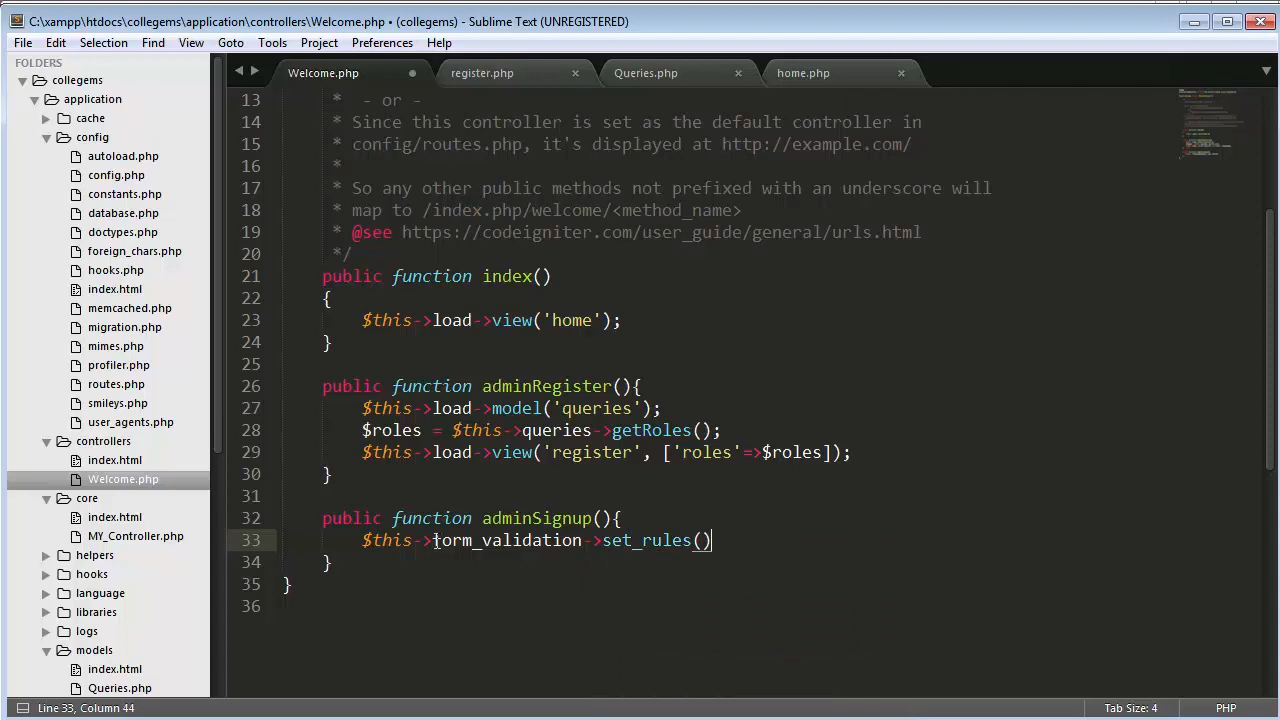 C:\xampp\htdocs\collegems\application\controllers\Welcome.php • (collegems) - Sublime Text (UNREGISTERED)
File Edit Selection Find View Goto Tools Project Preferences Help
FOLDERS
collegems
application
cache
config
autoload.php
config.php
constants.php
database.php
doctypes.php
foreign_chars.php
hooks.php
index.html
memcached.php
migration.php
mimes.php
profiler.php
routes.php
smileys.php
user_agents.php
controllers
index.html
Welcome.php
core
index.html
MY_Controller.php
helpers
hooks
language
libraries
logs
models
index.html
Queries.php
Welcome.php register.php Queries.php home.php
13 * - or -
14 * Since this controller is set as the default controller in
15 * config/routes.php, it's displayed at http://example.com/
16 *
17 * So any other public methods not prefixed with an underscore will
18 * map to /index.php/welcome/<method_name>
19 * @see https://codeigniter.com/user_guide/general/urls.html
20 */
21 public function index()
22 {
23 $this->load->view('home');
24 }
25
26 public function adminRegister(){
27 $this->load->model('queries');
28 $roles = $this->queries->getRoles();
29 $this->load->view('register', ['roles'=>$roles]);
30 }
31
32 public function adminSignup(){
33 $this->form_validation->set_rules()
34 }
35 }
36
Line 33, Column 44 Tab Size: 4 PHP